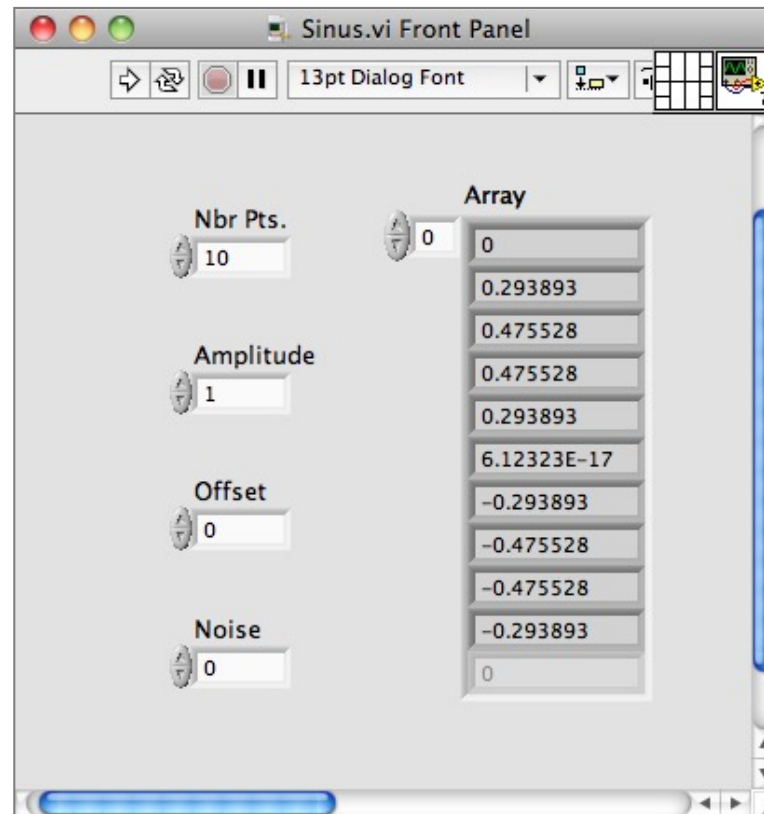 Sinus.vi Front Panel
13pt Dialog Font
Nbr Pts.
10
Amplitude
1
Offset
0
Noise
0
Array
0
0
0.293893
0.475528
0.475528
0.293893
6.12323E-17
-0.293893
-0.475528
-0.475528
-0.293893
0